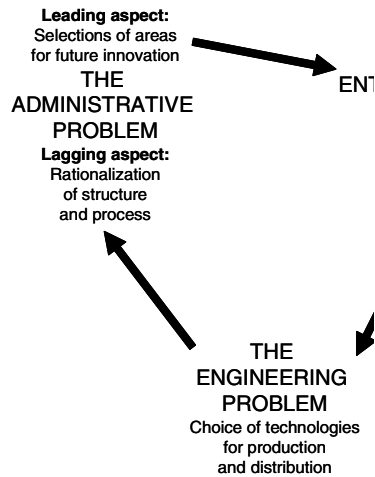 Leading aspect:
Selections of areas
for future innovation
THE
ADMINISTRATIVE
PROBLEM
Lagging aspect:
Rationalization
of structure
and process
ENT
THE
ENGINEERING
PROBLEM
Choice of technologies
for production
and distribution